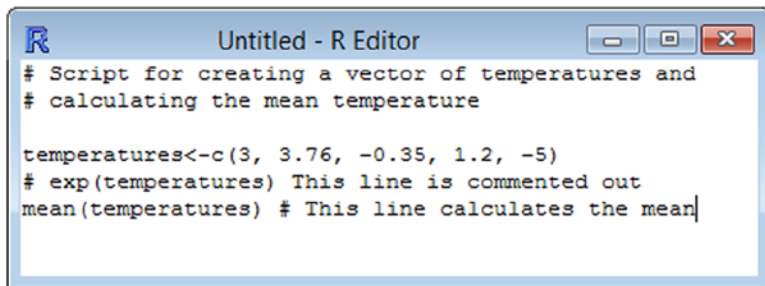 R Untitled - R Editor
# Script for creating a vector of temperatures and
# calculating the mean temperature
temperatures<-c(3, 3.76, -0.35, 1.2, -5)
# exp(temperatures) This line is commented out
mean(temperatures) # This line calculates the mean